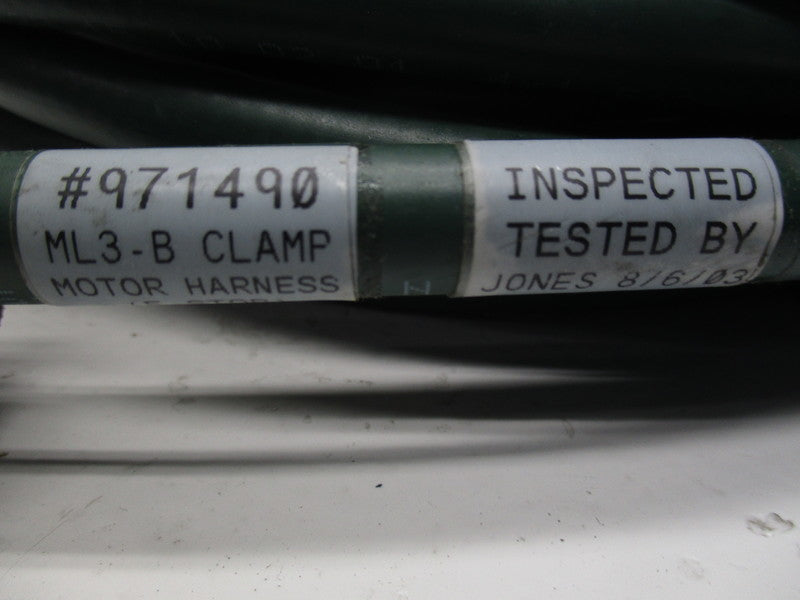 #971490
ML3-B CLAMP
MOTOR HARNESS
INSPECTED
TESTED BY
JONES 8/6/03